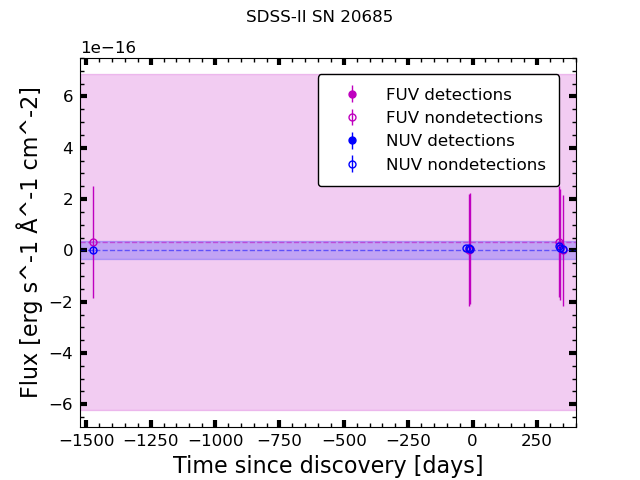 SDSS-II SN 20685
1e−16
6
4
2
0
−2
−4
−6
Flux [erg s^-1 Å^-1 cm^-2]
FUV detections
FUV nondetections
NUV detections
NUV nondetections
−1500 −1250 −1000 −750 −500 −250 0 250
Time since discovery [days]